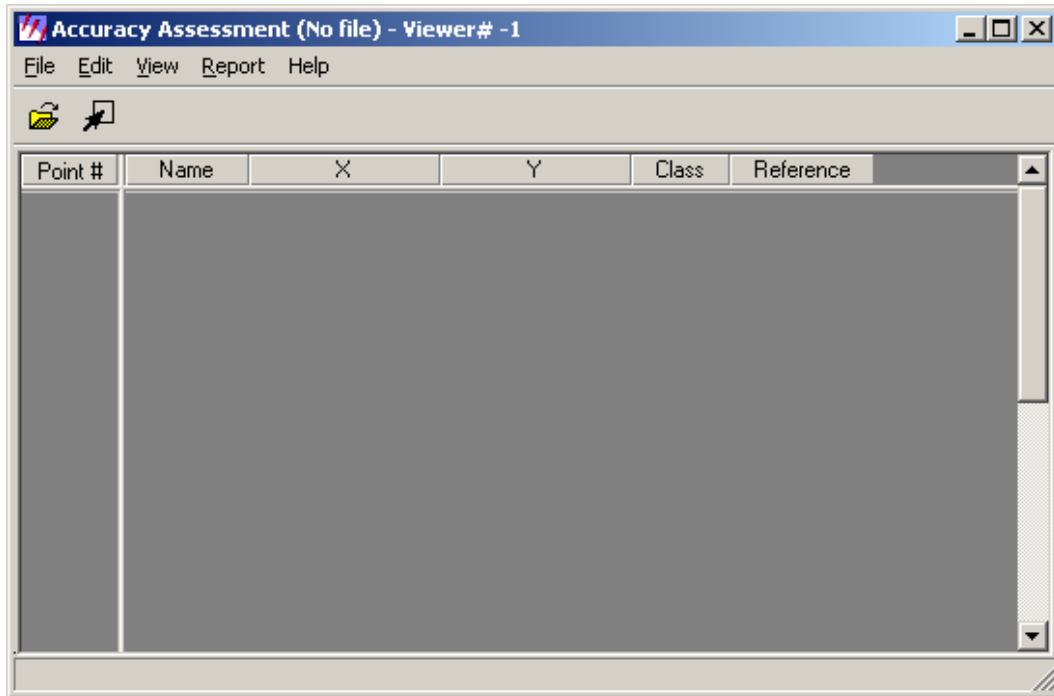 Accuracy Assessment (No file) - Viewer# -1
File Edit View Report Help
Point # Name X Y Class Reference